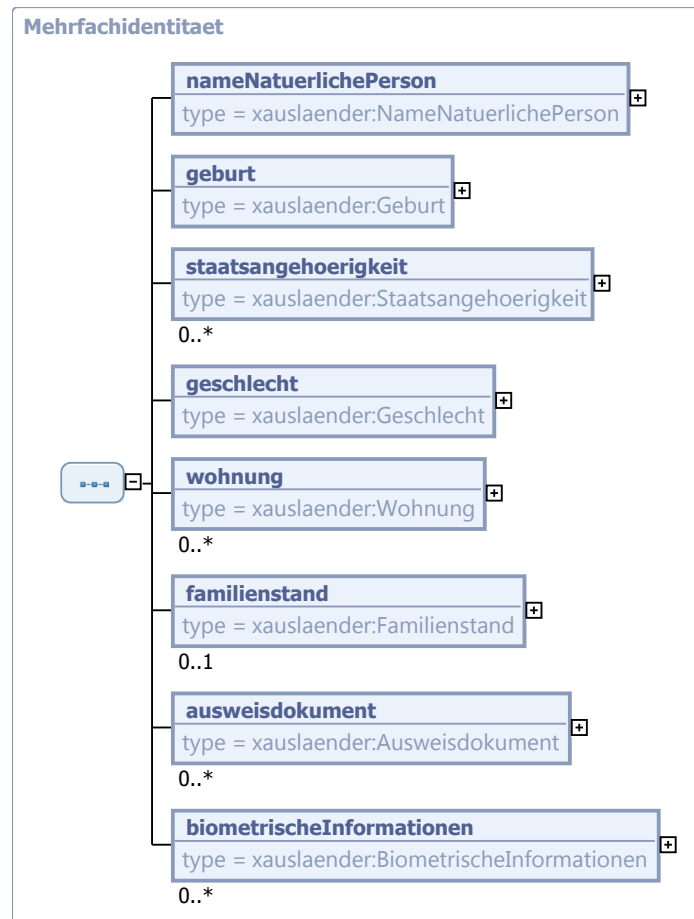 Mehrfachidentitaet
nameNatuerlichePerson
type = xauslaender:NameNatuerlichePerson
geburt
type = xauslaender:Geburt
staatsangehoerigkeit
type = xauslaender:Staatsangehoerigkeit
0..*
geschlecht
type = xauslaender:Geschlecht
wohnung
type = xauslaender:Wohnung
0..*
familienstand
type = xauslaender:Familienstand
0..1
ausweisdokument
type = xauslaender:Ausweisdokument
0..*
biometrischeInformationen
type = xauslaender:BiometrischeInformationen
0..*